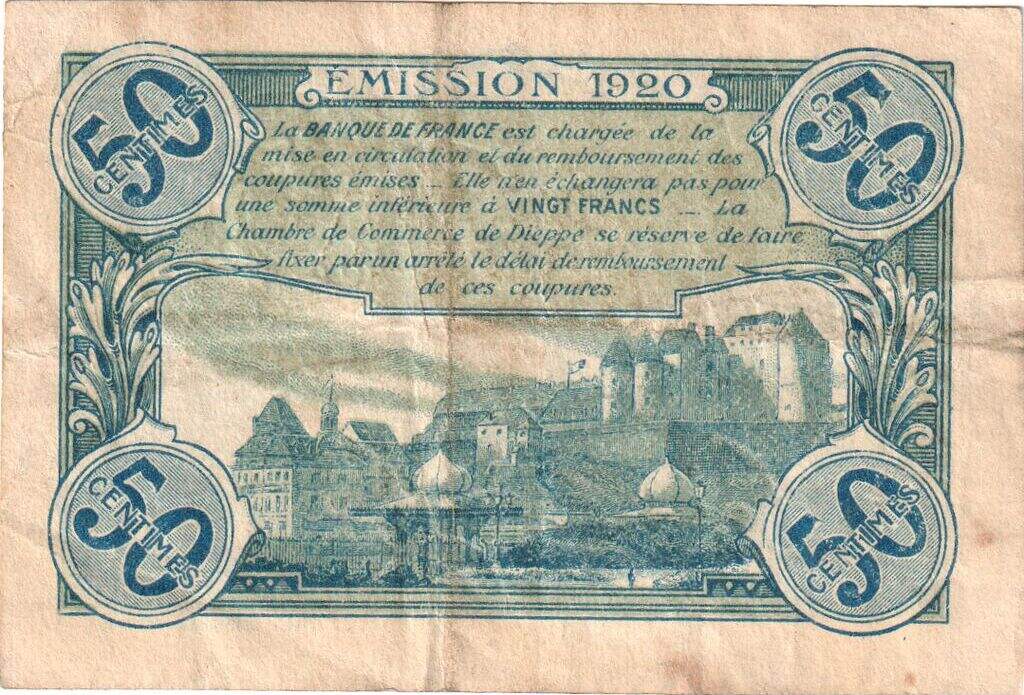 ÉMISSION 1920
50
CENTIMES
50
CENTIMES
La BANQUE DE FRANCE est chargée de la
mise en circulation et du remboursement des
coupures émises _ Elle n'en échangera pas pour
une somme inférieure à VINGT FRANCS _ La
Chambre de Commerce de Dieppe se réserve de faire
fixer par un arrêté le délai de remboursement
de ces coupures.
50
CENTIMES
50
CENTIMES